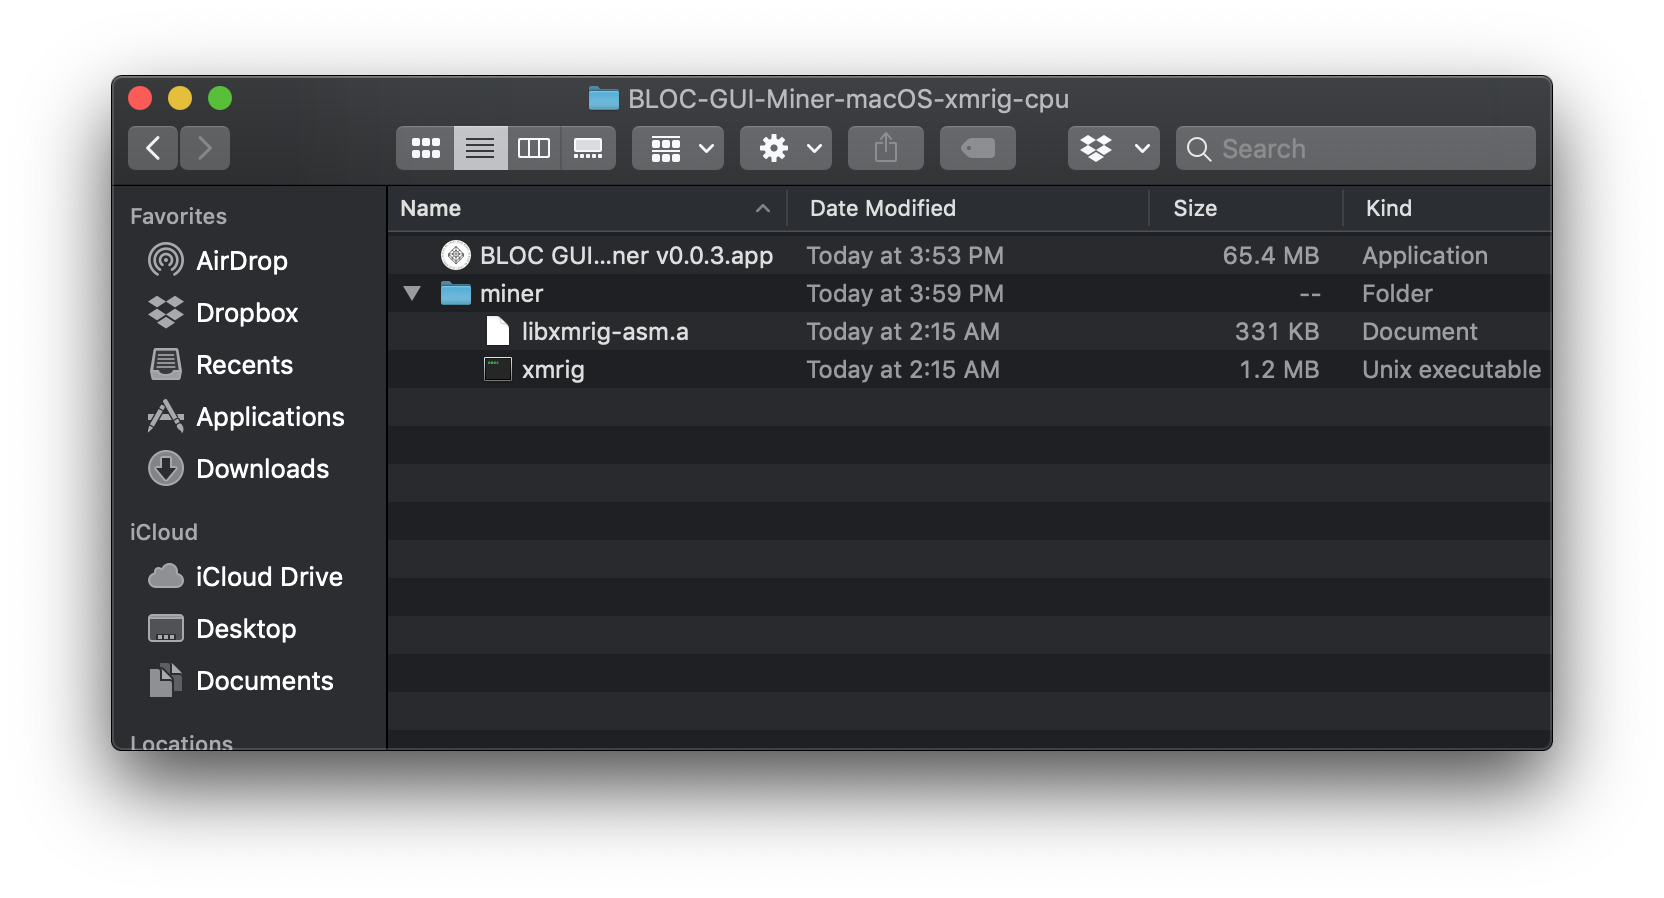 BLOC-GUI-Miner-macOS-xmrig-cpu
Search
Favorites
AirDrop
Dropbox
Recents
Applications
Downloads
iCloud
iCloud Drive
Desktop
Documents
Locations
Name Date Modified Size Kind
BLOC GUI...ner v0.0.3.app Today at 3:53 PM 65.4 MB Application
miner Today at 3:59 PM -- Folder
libxmrig-asm.a Today at 2:15 AM 331 KB Document
xmrig Today at 2:15 AM 1.2 MB Unix executable